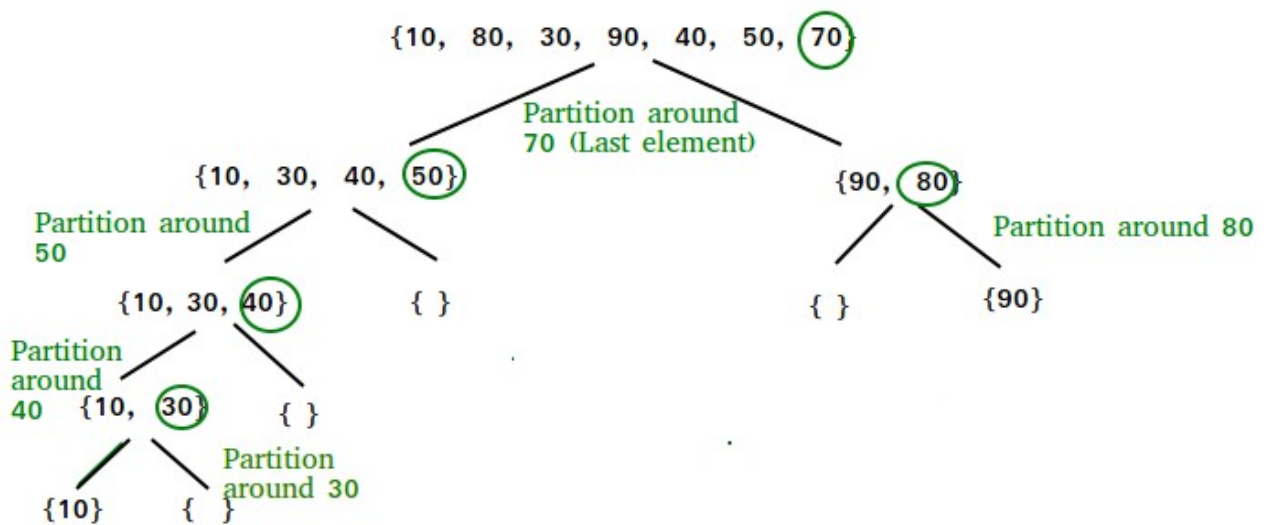 {10, 80, 30, 90, 40, 50, 70}
Partition around
70 (Last element)
{10, 30, 40, 50}
{90, 80}
Partition around
50
Partition around 80
{10, 30, 40}
{ }
{ }
{90}
Partition
around
40
{10, 30}
{ }
Partition
around 30
{10}
{ }